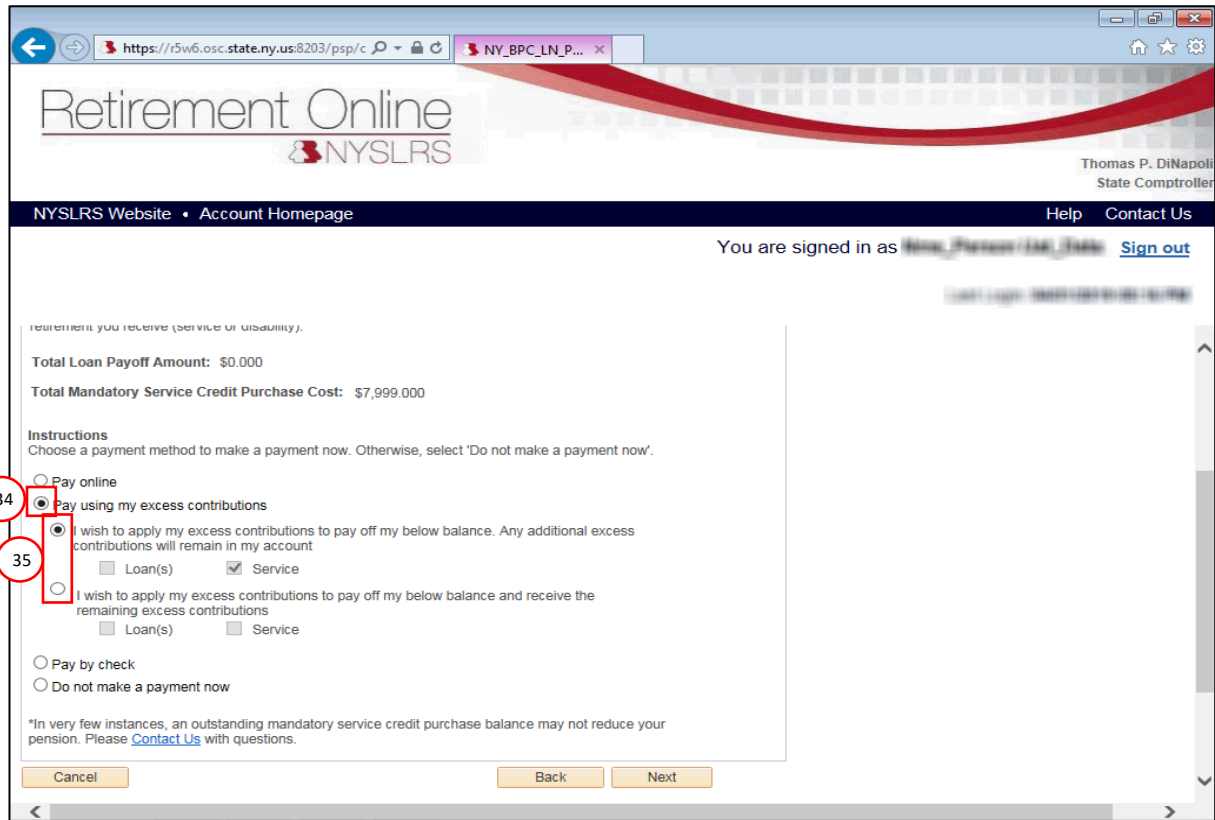 https://r5w6.osc.state.ny.us:8203/psp/c
NY_BPC_LN_P...
Retirement Online
NYSLRS
Thomas P. DiNapoli
State Comptroller
NYSLRS Website • Account Homepage
Help Contact Us
You are signed in as
Sign out
retirement you receive (service or disability).
Total Loan Payoff Amount: $0.000
Total Mandatory Service Credit Purchase Cost: $7,999.000
Instructions
Choose a payment method to make a payment now. Otherwise, select 'Do not make a payment now'.
Pay online
34
Pay using my excess contributions
I wish to apply my excess contributions to pay off my below balance. Any additional excess
contributions will remain in my account
35
Loan(s) Service
I wish to apply my excess contributions to pay off my below balance and receive the
remaining excess contributions
Loan(s) Service
Pay by check
Do not make a payment now
*In very few instances, an outstanding mandatory service credit purchase balance may not reduce your
pension. Please Contact Us with questions.
Cancel Back Next